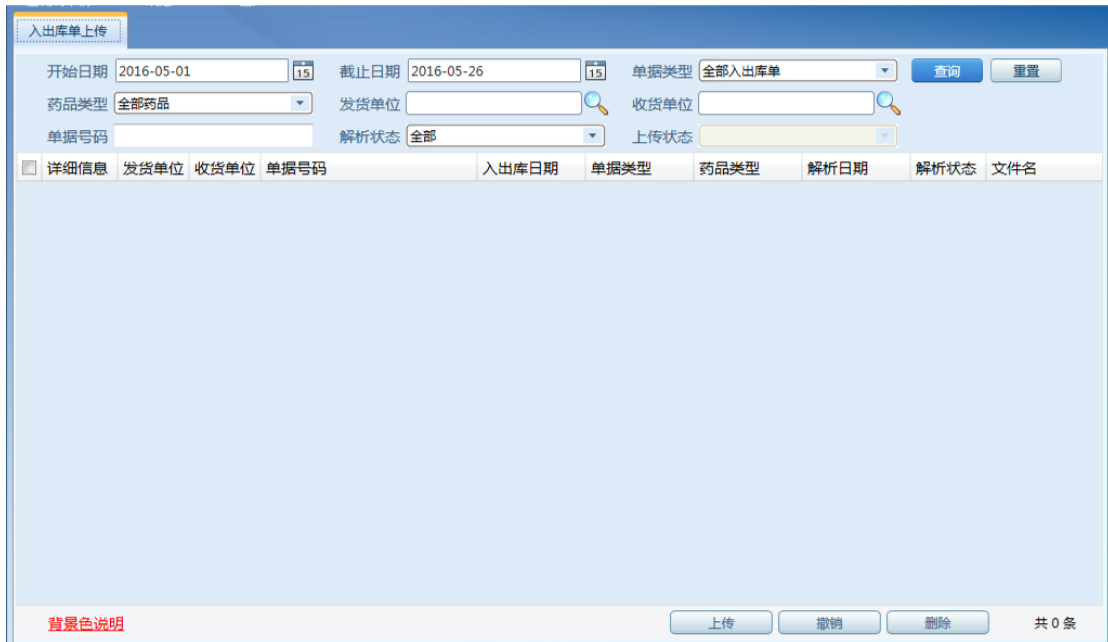 入出库单上传
开始日期 2016-05-01 15 截止日期 2016-05-26 15 单据类型 全部入出库单 查询 重置
药品类型 全部药品 发货单位 收货单位
单据号码 解析状态 全部 上传状态
详细信息 发货单位 收货单位 单据号码 入出库日期 单据类型 药品类型 解析日期 解析状态 文件名
背景色说明 上传 撤销 删除 共 0 条